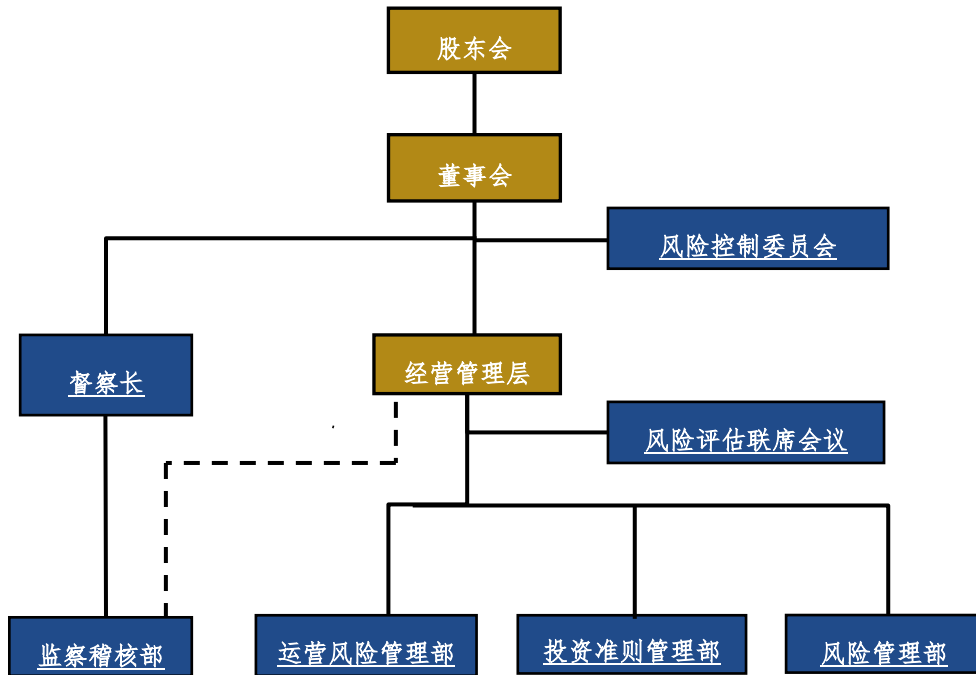 股东会
董事会
风险控制委员会
督察长
经营管理层
风险评估联席会议
监察稽核部
运营风险管理部
投资准则管理部
风险管理部